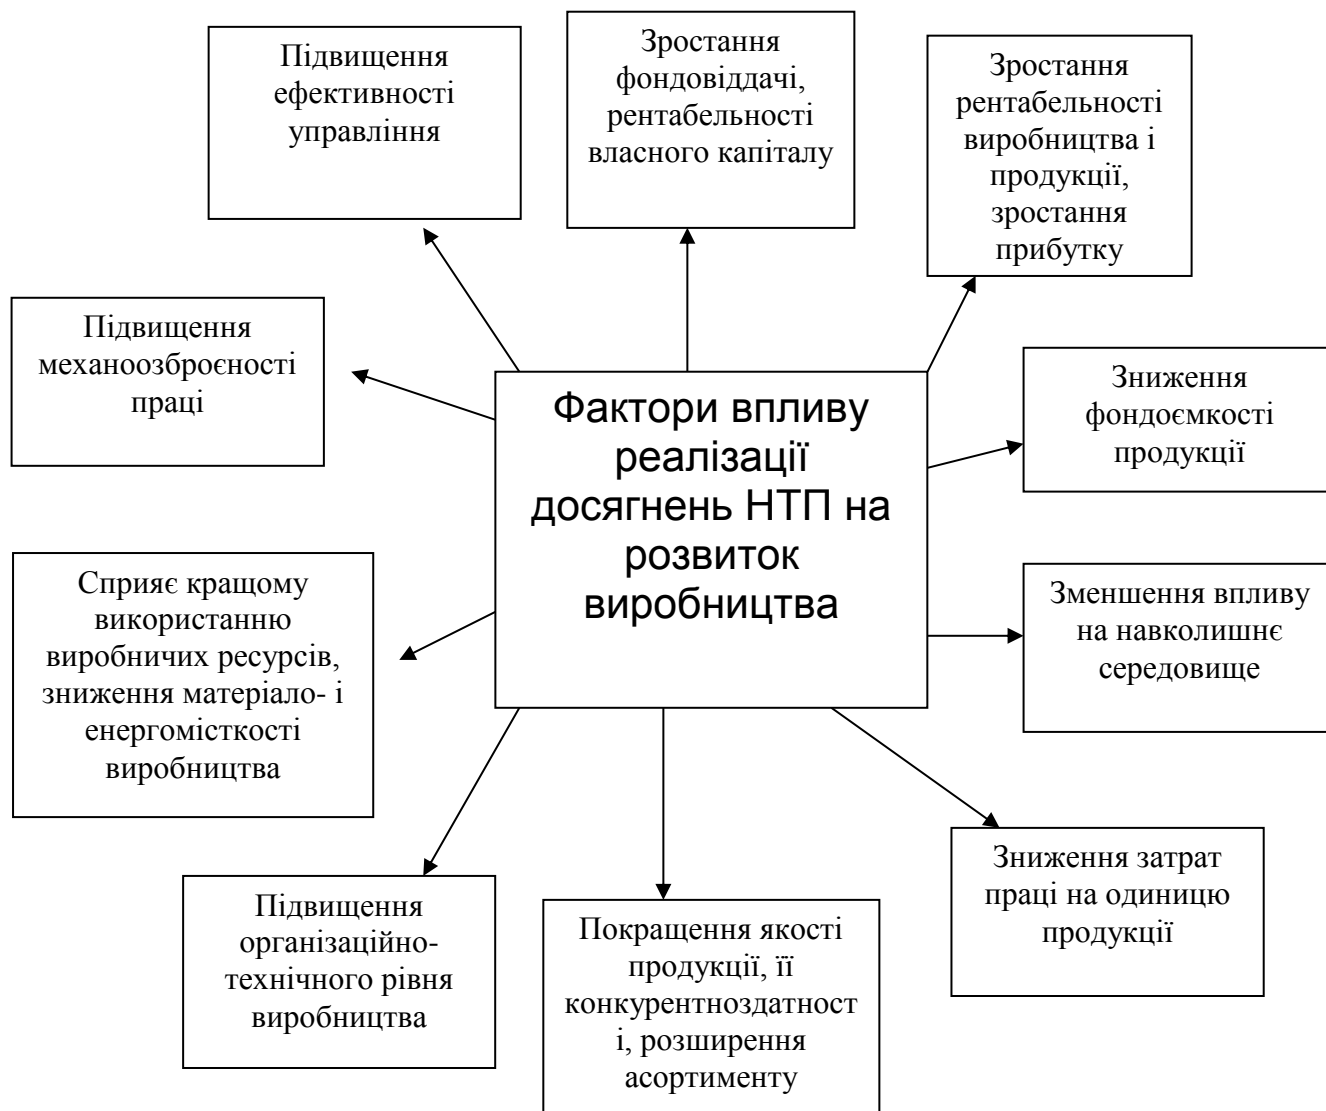 Підвищення
ефективності
управління
Зростання
фондовіддачі,
рентабельності
власного капіталу
Зростання
рентабельності
виробництва і
продукції,
зростання
прибутку
Підвищення
механоозброєності
праці
Фактори впливу
реалізації
досягнень НТП на
розвиток
виробництва
Зниження
фондоємкості
продукції
Сприяє кращому
використанню
виробничих ресурсів,
зниження матеріало- і
енергомісткості
виробництва
Зменшення впливу
на навколишнє
середовище
Підвищення
організаційно-
технічного рівня
виробництва
Покращення якості
продукції, її
конкурентноздатност
і, розширення
асортименту
Зниження затрат
праці на одиницю
продукції